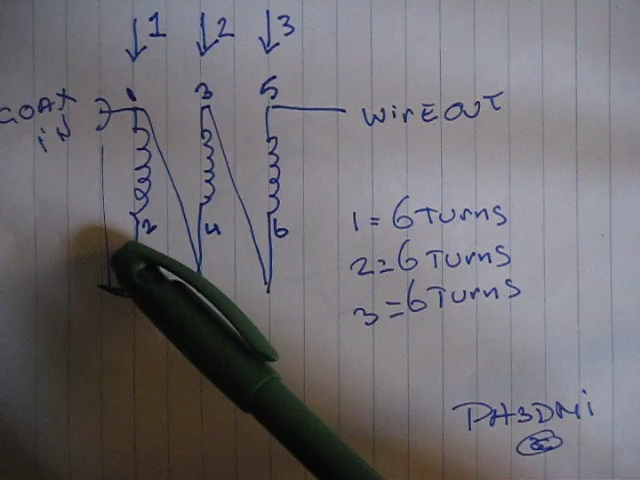 1 2 3
COAX
in
1 3 5
WirE OUT
2 4 6
1 = 6 Turns
2 = 6 Turns
3 = 6 Turns
PA3DMi